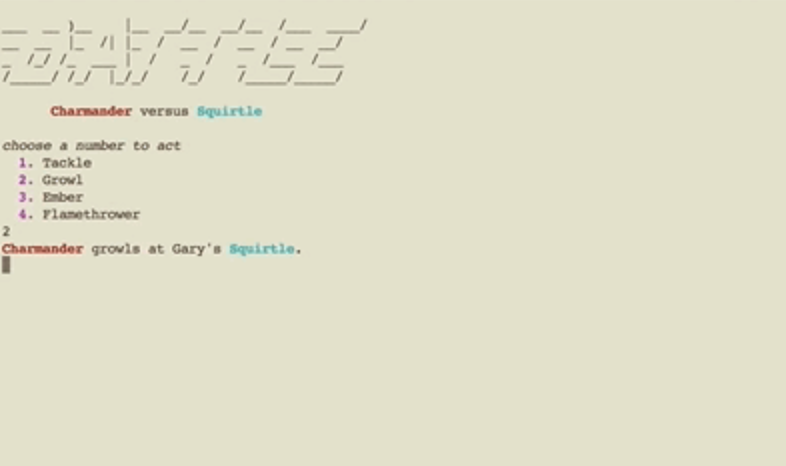 BATTLE
Charmander versus Squirtle
choose a number to act
1. Tackle
2. Growl
3. Ember
4. Flamethrower
2
Charmander growls at Gary's Squirtle.